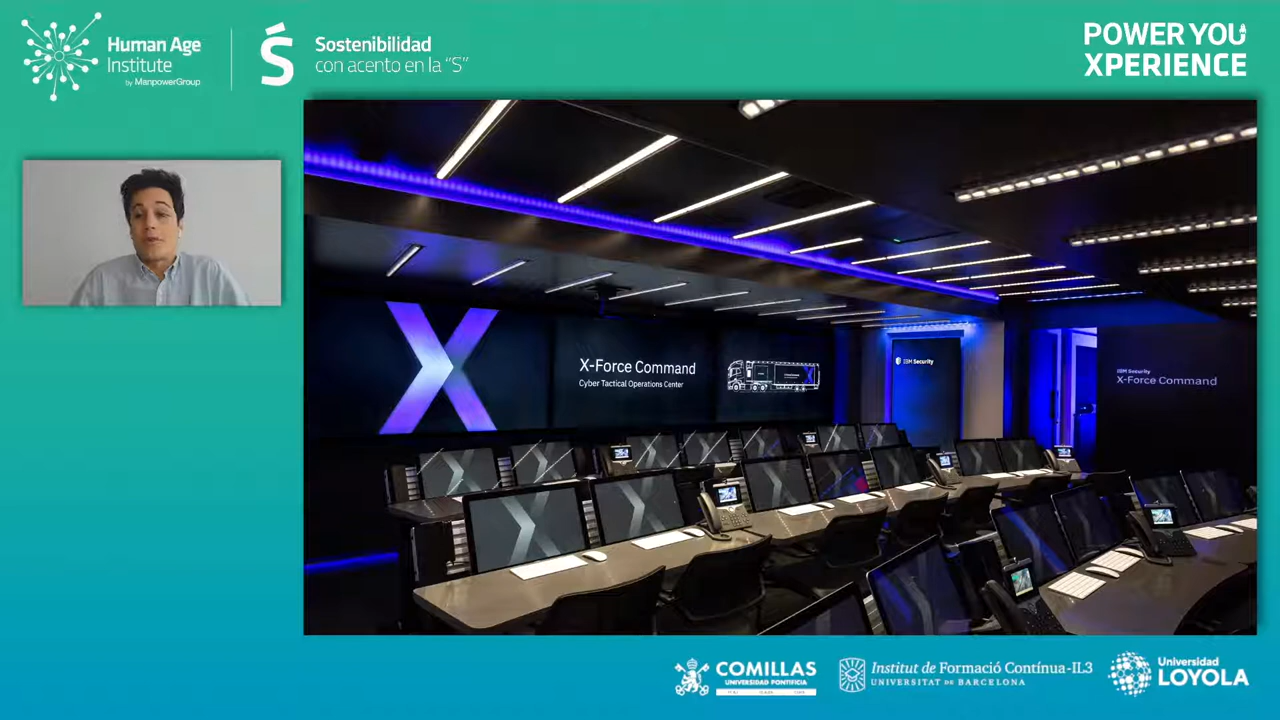 Human Age
Institute
by ManpowerGroup
Ś
Sostenibilidad
con acento en la "S"
POWER YOU
XPERIENCE
X
X-Force Command
Cyber Tactical Operations Center
IBM Security
IBM Security
X-Force Command
COMILLAS
UNIVERSIDAD PONTIFICIA
Institut de Formació Contínua-IL3
UNIVERSITAT DE BARCELONA
Universidad
LOYOLA